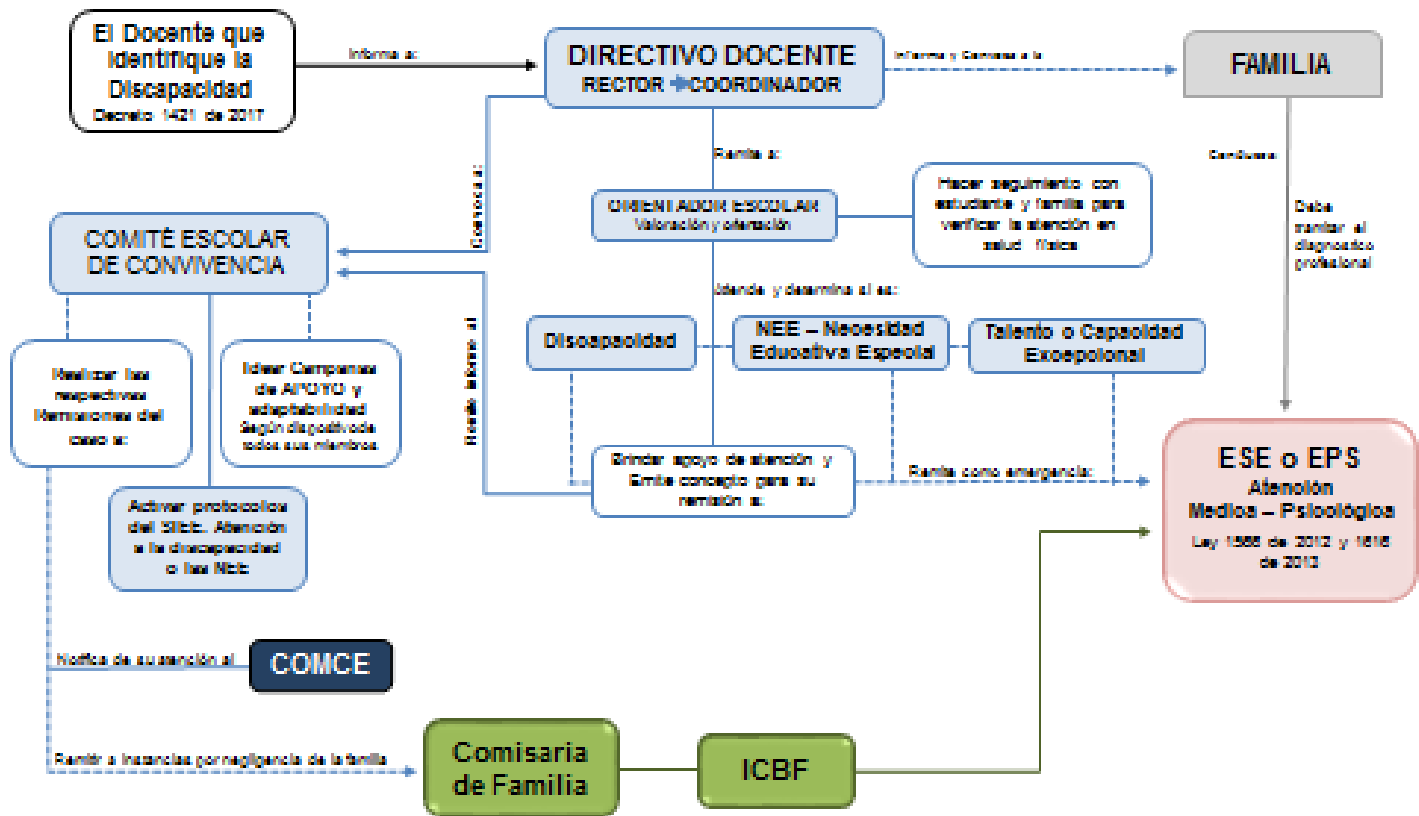 El Docente que
Identifique la
Discapacidad
Decreto 1421 de 2017
Informa a:
DIRECTIVO DOCENTE
RECTOR COORDINADOR
Informa y a la
FAMILIA
Convoca a:
Remite a:
Debe
tramitar el
diagnostico
profesional
ORIENTADOR ESCOLAR
Valoración y orientación
Hacer seguimiento con
estudiante y familia para
verificar la atención en
salud física
COMITÉ ESCOLAR
DE CONVIVENCIA
Atiende y determina si es:
Discapacidad
NEE – Necesidad
Educativa Especial
Talento o Capacidad
Excepcional
Remite informe al
Realizar las
respectivas
Remisiones del
caso a:
Idear Campanas
de APOYO y
adaptabilidad
Según de
todos sus miembros
Brindar apoyo de atención y
Emite concepto para su
remisión a:
Remite como emergencia:
ESE o EPS
Atención
Medica – Psicológica
Ley de 2012 y 1616
de 2013
Activar protocolos
del SIEE. Atención
a la discapacidad
o las NEE
Notifica de su atención al
COMCE
Remitir a instancias por negligencia de la familia
Comisaria
de Familia
ICBF